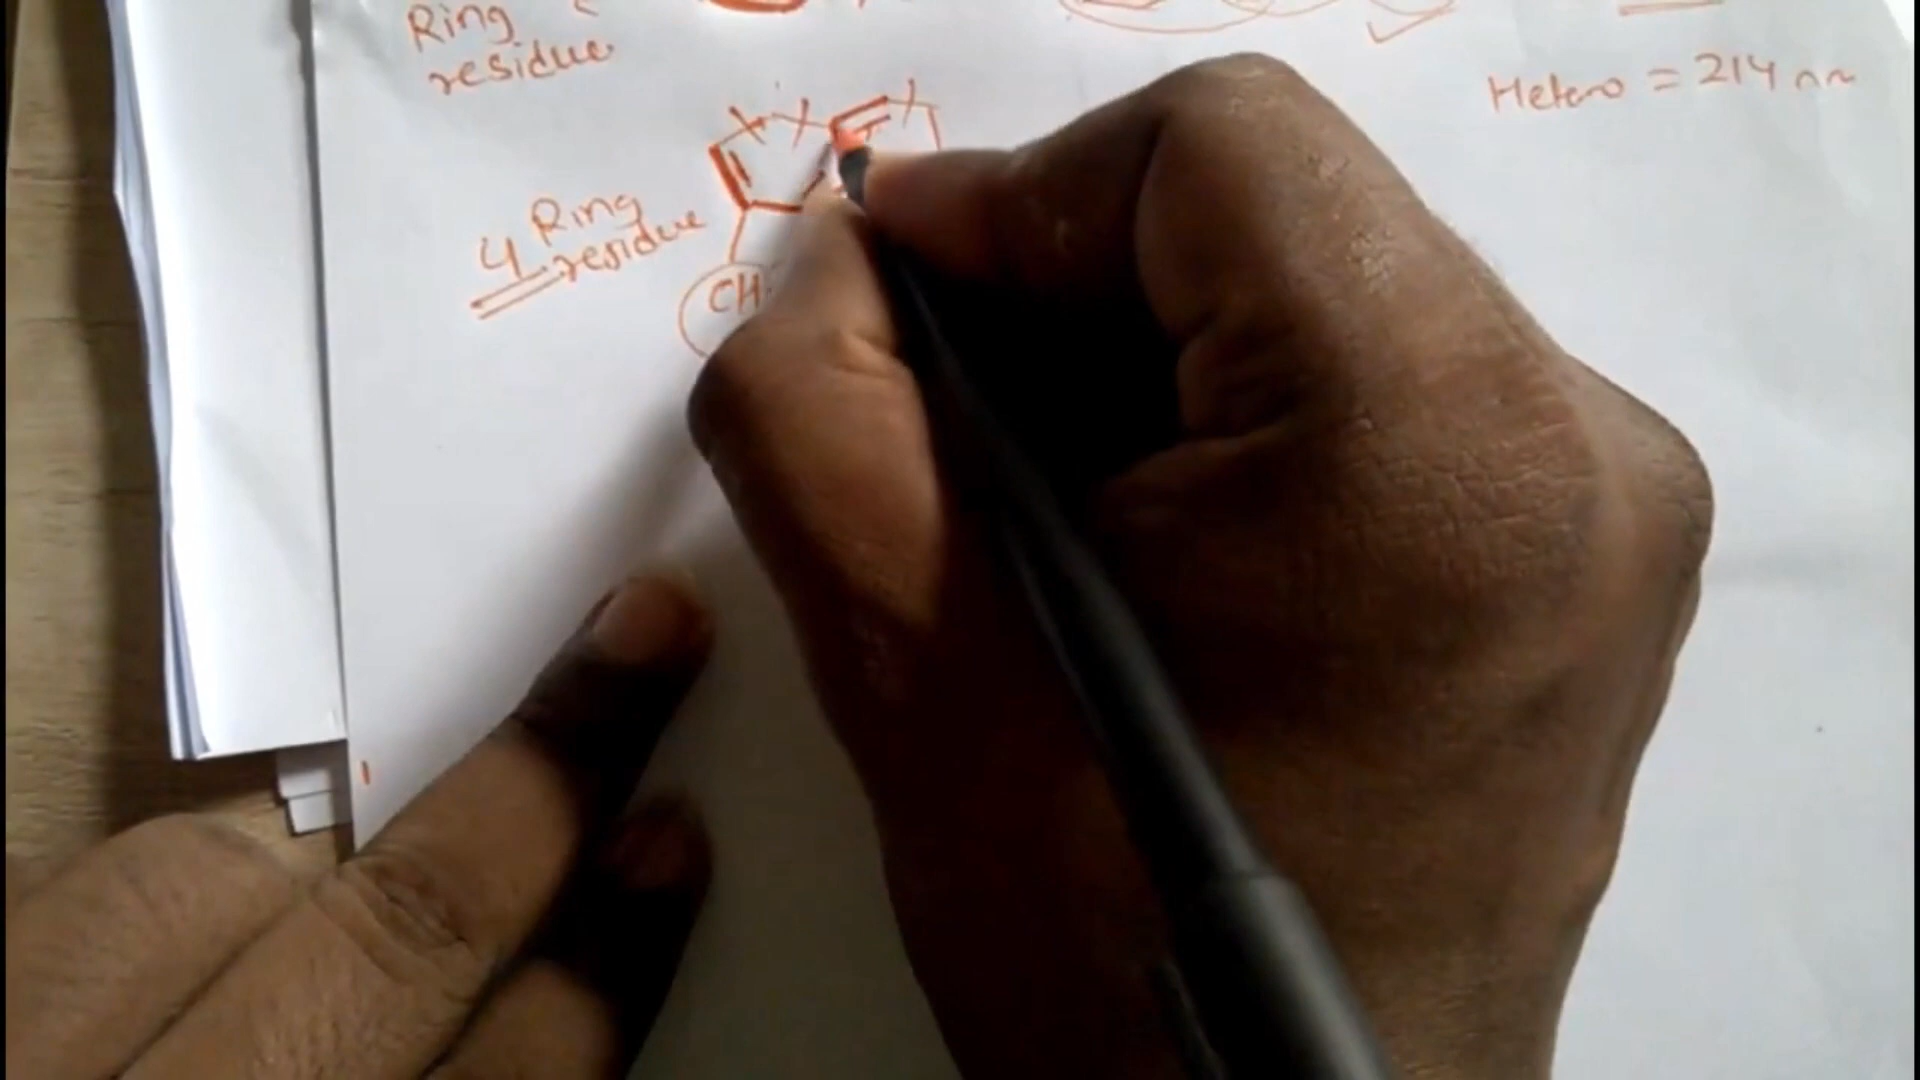 Ring
residue
Hetero = 214 nm
4 Ring
residue
CH